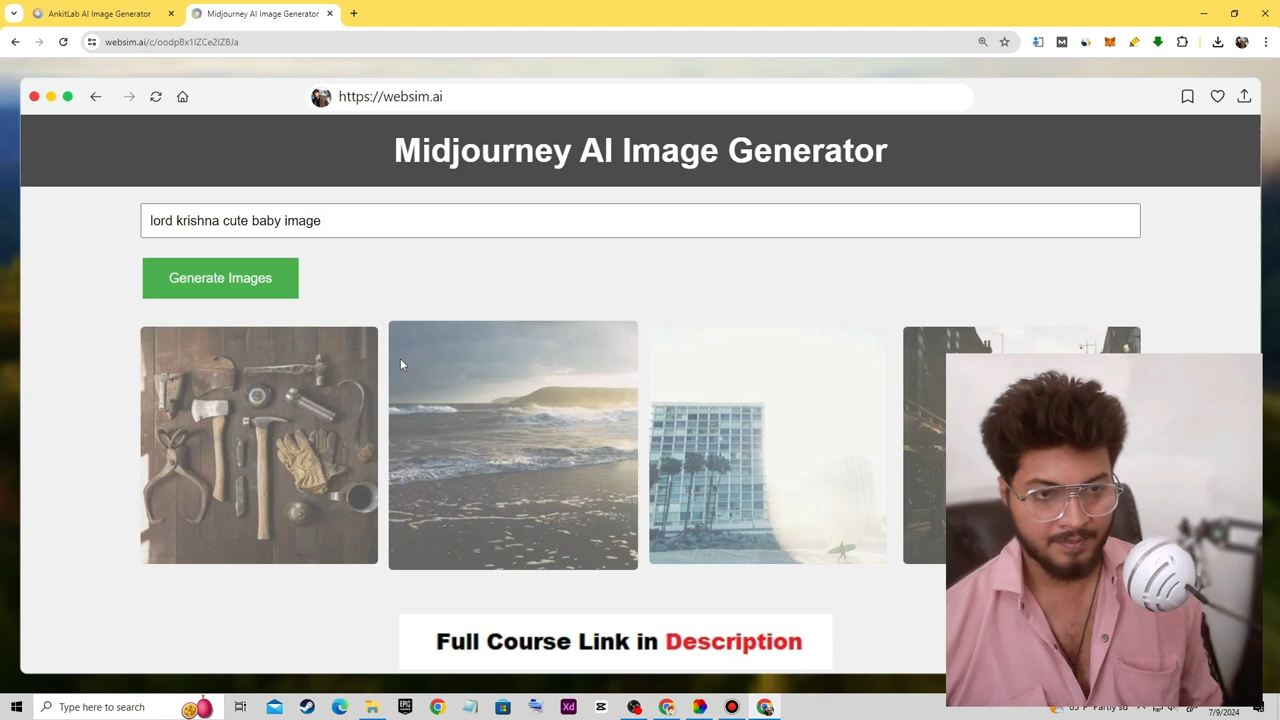 AnkitLab AI Image Generator
Midjourney AI Image Generator
websim.ai/c/oodpBx1lZCe2IZBJa
https://websim.ai
Midjourney AI Image Generator
lord krishna cute baby image
Generate Images
Full Course Link in Description
Type here to search
7/9/2024